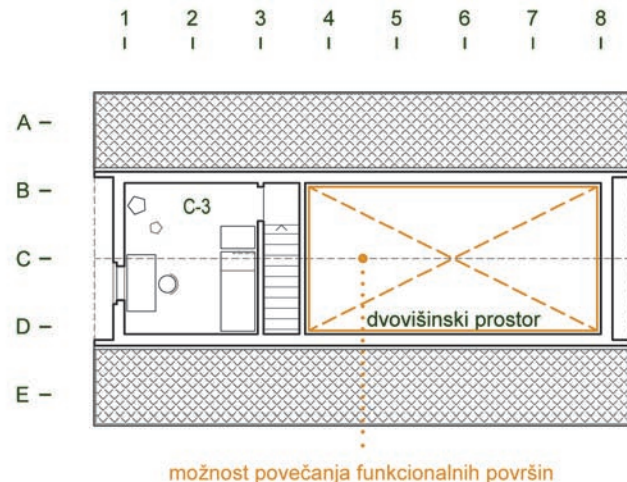 1 2 3 4 5 6 7 8
A
B
C-3
C
D
dvovišinski prostor
E
možnost povečanja funkcionalnih površin